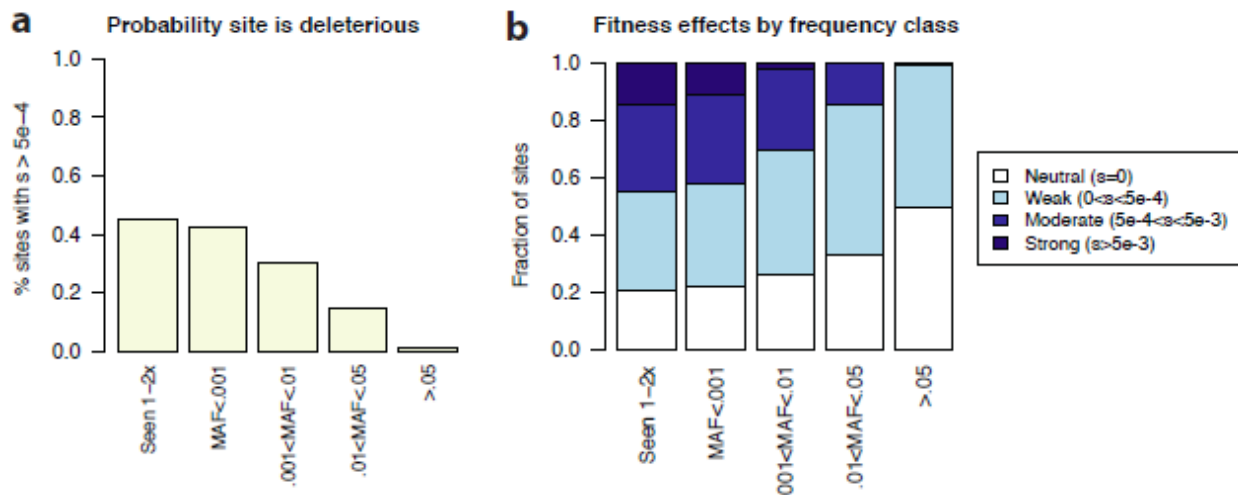 a Probability site is deleterious
% sites with s > 5e−4
1.0
0.8
0.6
0.4
0.2
0.0
Seen 1−2x
MAF<.001
.001<MAF<.01
.01<MAF<.05
>.05
b Fitness effects by frequency class
Fraction of sites
1.0
0.8
0.6
0.4
0.2
0.0
Seen 1−2x
MAF<.001
001<MAF<.01
.01<MAF<.05
>.05
Neutral (s=0)
Weak (0<s<5e-4)
Moderate (5e-4<s<5e-3)
Strong (s>5e-3)